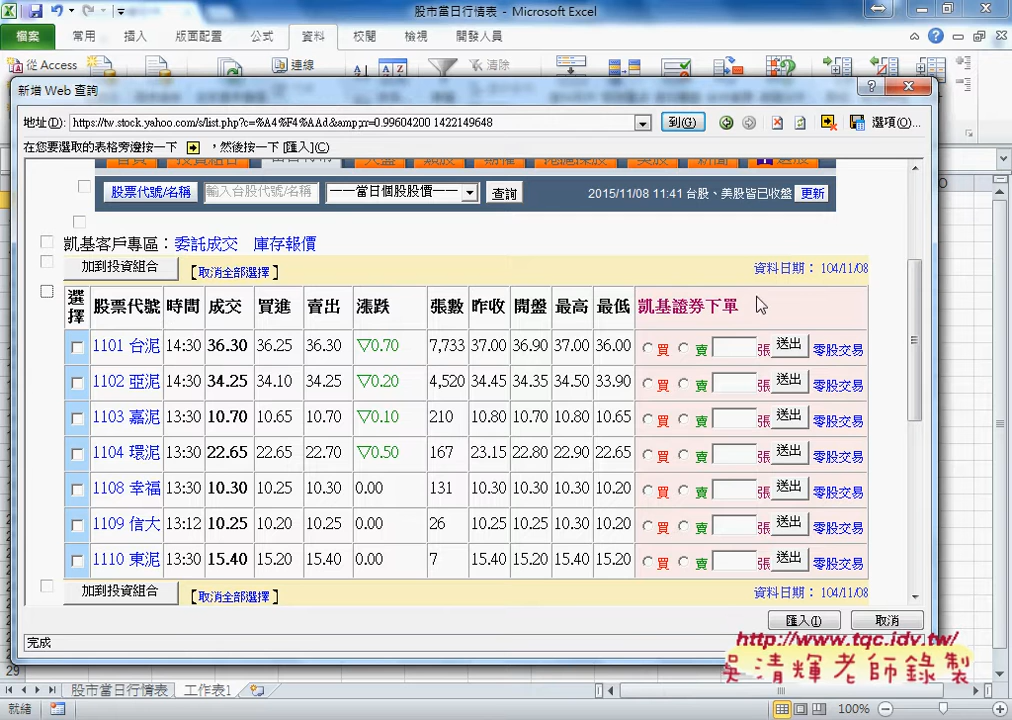 股市當日行情表 - Microsoft Excel
檔案 常用 插入 版面配置 公式 資料 校閱 檢視 開發人員
從 Access 連線 清除
新增 Web 查詢
地址(D): https://tw.stock.yahoo.com/s/list.php?c=%A4%F4%AAd&amp;rr=0.99604200 1422149648 到(G) 選項(O)...
在您要選取的表格旁邊按一下 ，然後按一下 [匯入](C)
股票代號/名稱 輸入台股代號/名稱 一一當日個股股價一一 查詢 2015/11/08 11:41 台股、美股皆已收盤 更新
凱基客戶專區：委託成交 庫存報價
加到投資組合 [取消全部選擇] 資料日期： 104/11/08
選擇 股票代號 時間 成交 買進 賣出 漲跌 張數 昨收 開盤 最高 最低 凱基證券下單
1101 台泥 14:30 36.30 36.25 36.30 ▽0.70 7,733 37.00 36.90 37.00 36.00 買 賣 張 送出 零股交易
1102 亞泥 14:30 34.25 34.10 34.25 ▽0.20 4,520 34.45 34.35 34.50 33.90 買 賣 張 送出 零股交易
1103 嘉泥 13:30 10.70 10.65 10.70 ▽0.10 210 10.80 10.70 10.80 10.65 買 賣 張 送出 零股交易
1104 環泥 13:30 22.65 22.65 22.70 ▽0.50 167 23.15 22.80 22.90 22.65 買 賣 張 送出 零股交易
1108 幸福 13:30 10.30 10.25 10.30 0.00 131 10.30 10.30 10.30 10.20 買 賣 張 送出 零股交易
1109 信大 13:12 10.25 10.20 10.25 0.00 26 10.25 10.25 10.30 10.20 買 賣 張 送出 零股交易
1110 東泥 13:30 15.40 15.20 15.40 0.00 7 15.40 15.20 15.40 15.20 買 賣 張 送出 零股交易
加到投資組合 [取消全部選擇] 資料日期： 104/11/08
匯入(I) 取消
完成
http://www.tqc.idv.tw/
吳清輝老師錄製
29
股市當日行情表 工作表1
就緒 100%